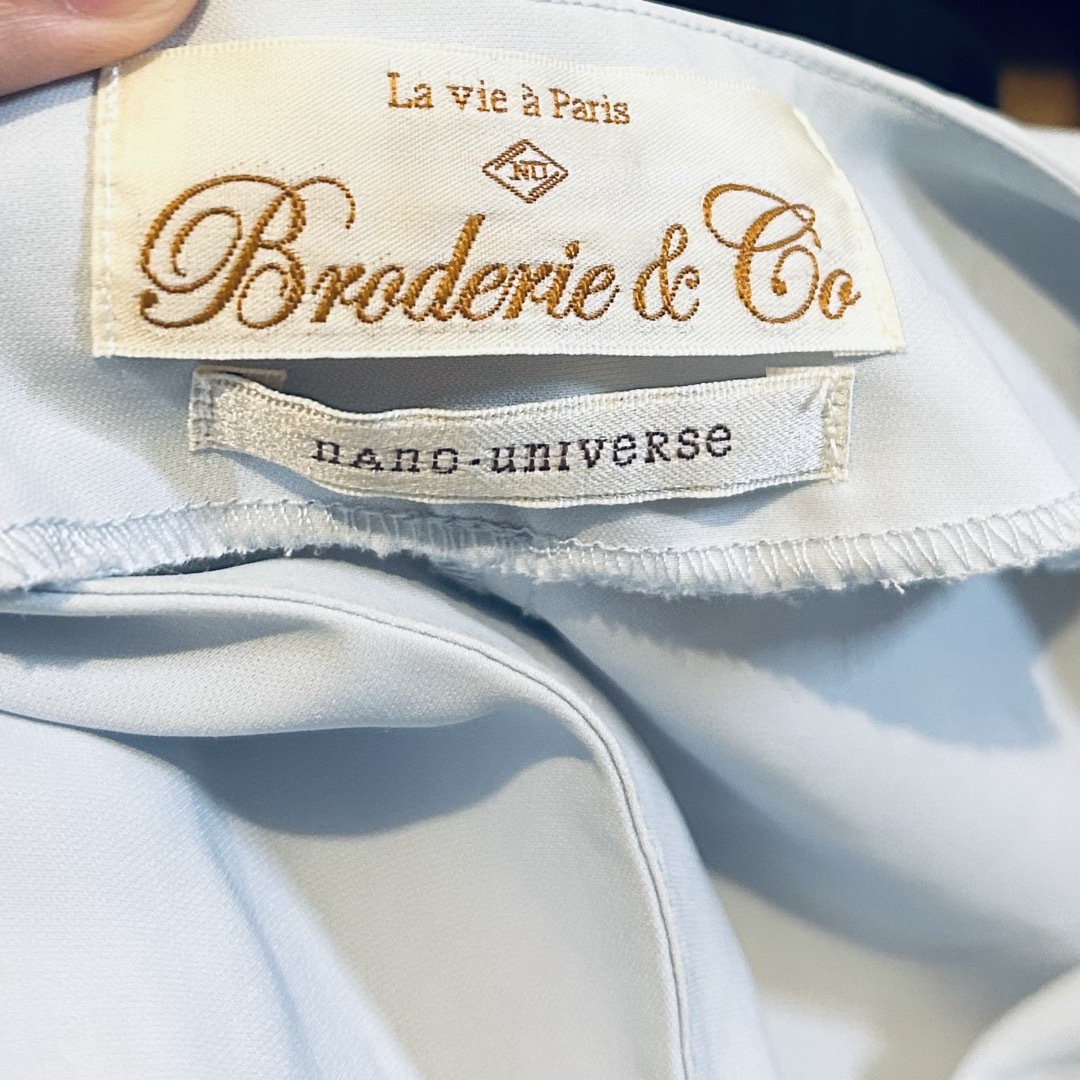 La vie à Paris
NU
Broderie & Co
nAno-unIveRse